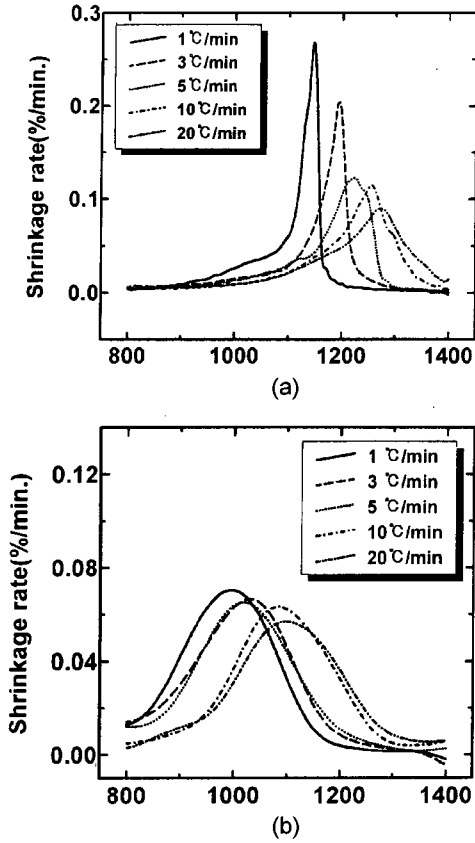 0.3
0.2
0.1
0.0
Shrinkage rate(%/min.)
1℃/min
3℃/min
5℃/min
10℃/min
20℃/min
800 1000 1200 1400
(a)
0.12
0.08
0.04
0.00
Shrinkage rate(%/min.)
1 ℃/min
3 ℃/min
5 ℃/min
10℃/min
20℃/min
800 1000 1200 1400
(b)